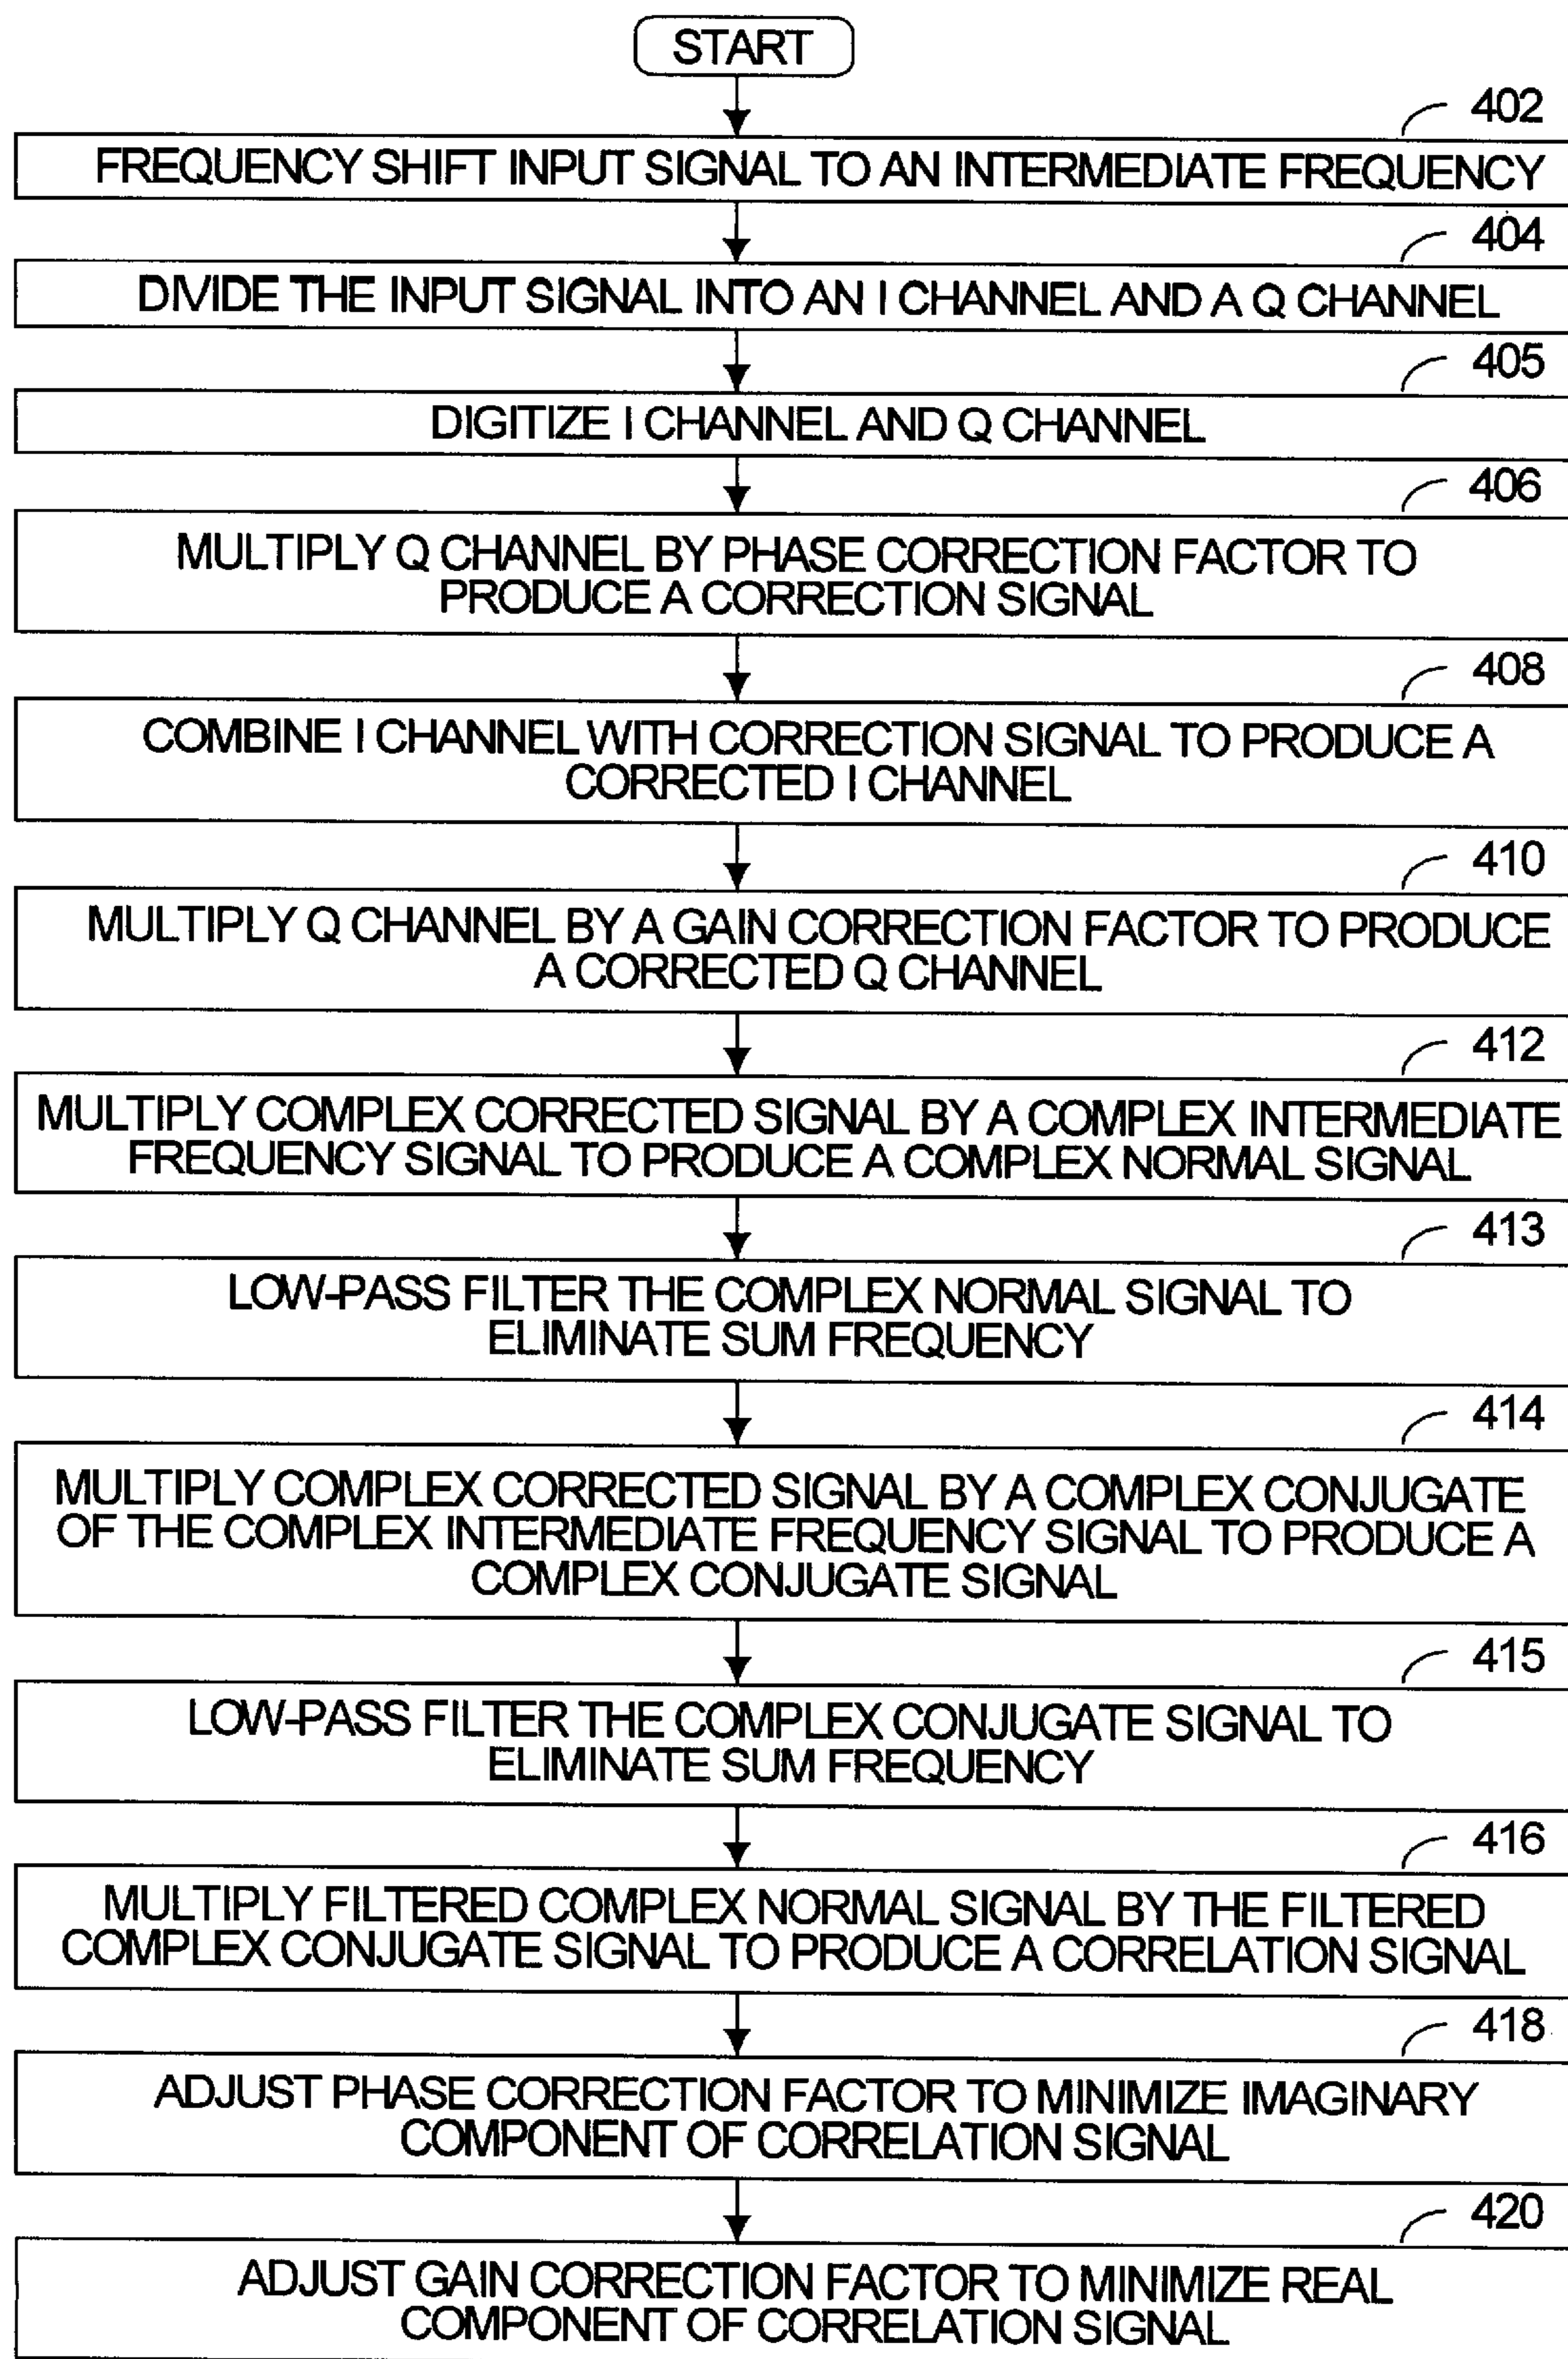 START
402
FREQUENCY SHIFT INPUT SIGNAL TO AN INTERMEDIATE FREQUENCY
404
DIVIDE THE INPUT SIGNAL INTO AN I CHANNEL AND A Q CHANNEL
405
DIGITIZE I CHANNEL AND Q CHANNEL
406
MULTIPLY Q CHANNEL BY PHASE CORRECTION FACTOR TO
PRODUCE A CORRECTION SIGNAL
408
COMBINE I CHANNEL WITH CORRECTION SIGNAL TO PRODUCE A
CORRECTED I CHANNEL
410
MULTIPLY Q CHANNEL BY A GAIN CORRECTION FACTOR TO PRODUCE
A CORRECTED Q CHANNEL
412
MULTIPLY COMPLEX CORRECTED SIGNAL BY A COMPLEX INTERMEDIATE
FREQUENCY SIGNAL TO PRODUCE A COMPLEX NORMAL SIGNAL
413
LOW-PASS FILTER THE COMPLEX NORMAL SIGNAL TO
ELIMINATE SUM FREQUENCY
414
MULTIPLY COMPLEX CORRECTED SIGNAL BY A COMPLEX CONJUGATE
OF THE COMPLEX INTERMEDIATE FREQUENCY SIGNAL TO PRODUCE A
COMPLEX CONJUGATE SIGNAL
415
LOW-PASS FILTER THE COMPLEX CONJUGATE SIGNAL TO
ELIMINATE SUM FREQUENCY
416
MULTIPLY FILTERED COMPLEX NORMAL SIGNAL BY THE FILTERED
COMPLEX CONJUGATE SIGNAL TO PRODUCE A CORRELATION SIGNAL
418
ADJUST PHASE CORRECTION FACTOR TO MINIMIZE IMAGINARY
COMPONENT OF CORRELATION SIGNAL
420
ADJUST GAIN CORRECTION FACTOR TO MINIMIZE REAL
COMPONENT OF CORRELATION SIGNAL